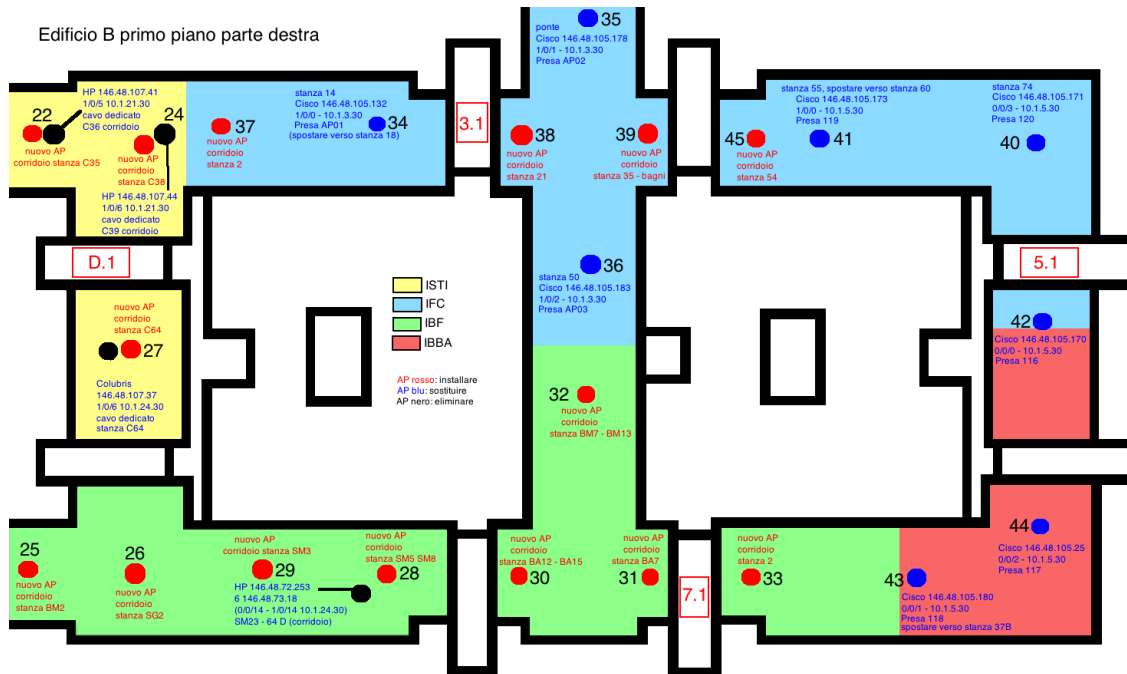 Edificio B primo piano parte destra
HP 146.48.107.41
1/0/5 10.1.21.30
cavo dedicato
C36 corridoio
22
nuovo AP
corridoio stanza C35
24
nuovo AP
corridoio
stanza C38
HP 146.48.107.44
1/0/6 10.1.21.30
cavo dedicato
C39 corridoio
37
nuovo AP
corridoio
stanza 2
stanza 14
Cisco 146.48.105.132
1/0/0 - 10.1.3.30
Presa AP01
(spostare verso stanza 18)
34
3.1
ponte
Cisco 146.48.105.178
1/0/1 - 10.1.3.30
Presa AP02
35
38
nuovo AP
corridoio
stanza 21
39
nuovo AP
corridoio
stanza 35 - bagni
45
nuovo AP
corridoio
stanza 54
stanza 55, spostare verso stanza 60
Cisco 146.48.105.173
1/0/0 - 10.1.5.30
Presa 119
41
stanza 74
Cisco 146.48.105.171
0/0/3 - 10.1.5.30
Presa 120
40
D.1
5.1
stanza 50
Cisco 146.48.105.183
1/0/2 - 10.1.3.30
Presa AP03
36
ISTI
IFC
IBF
IBBA
AP rosso: installare
AP blu: sostituire
AP nero: eliminare
nuovo AP
corridoio
stanza C64
27
Colubris
146.48.107.37
1/0/6 10.1.24.30
cavo dedicato
stanza C64
42
Cisco 146.48.105.170
0/0/0 - 10.1.5.30
Presa 116
32
nuovo AP
corridoio
stanza BM7 - BM13
25
nuovo AP
corridoio
stanza BM2
26
nuovo AP
corridoio
stanza SG2
nuovo AP
corridoio stanza SM3
29
HP 146.48.72.253
6 146.48.73.18
(0/0/14 - 1/0/14 10.1.24.30)
SM23 - 64 D (corridoio)
nuovo AP
corridoio
stanza SM5 SM8
28
nuovo AP
corridoio
stanza BA12 - BA15
30
nuovo AP
corridoio
stanza BA7
31
7.1
nuovo AP
corridoio
stanza 2
33
43
Cisco 146.48.105.180
0/0/1 - 10.1.5.30
Presa 118
spostare verso stanza 37B
44
Cisco 146.48.105.25
0/0/2 - 10.1.5.30
Presa 117